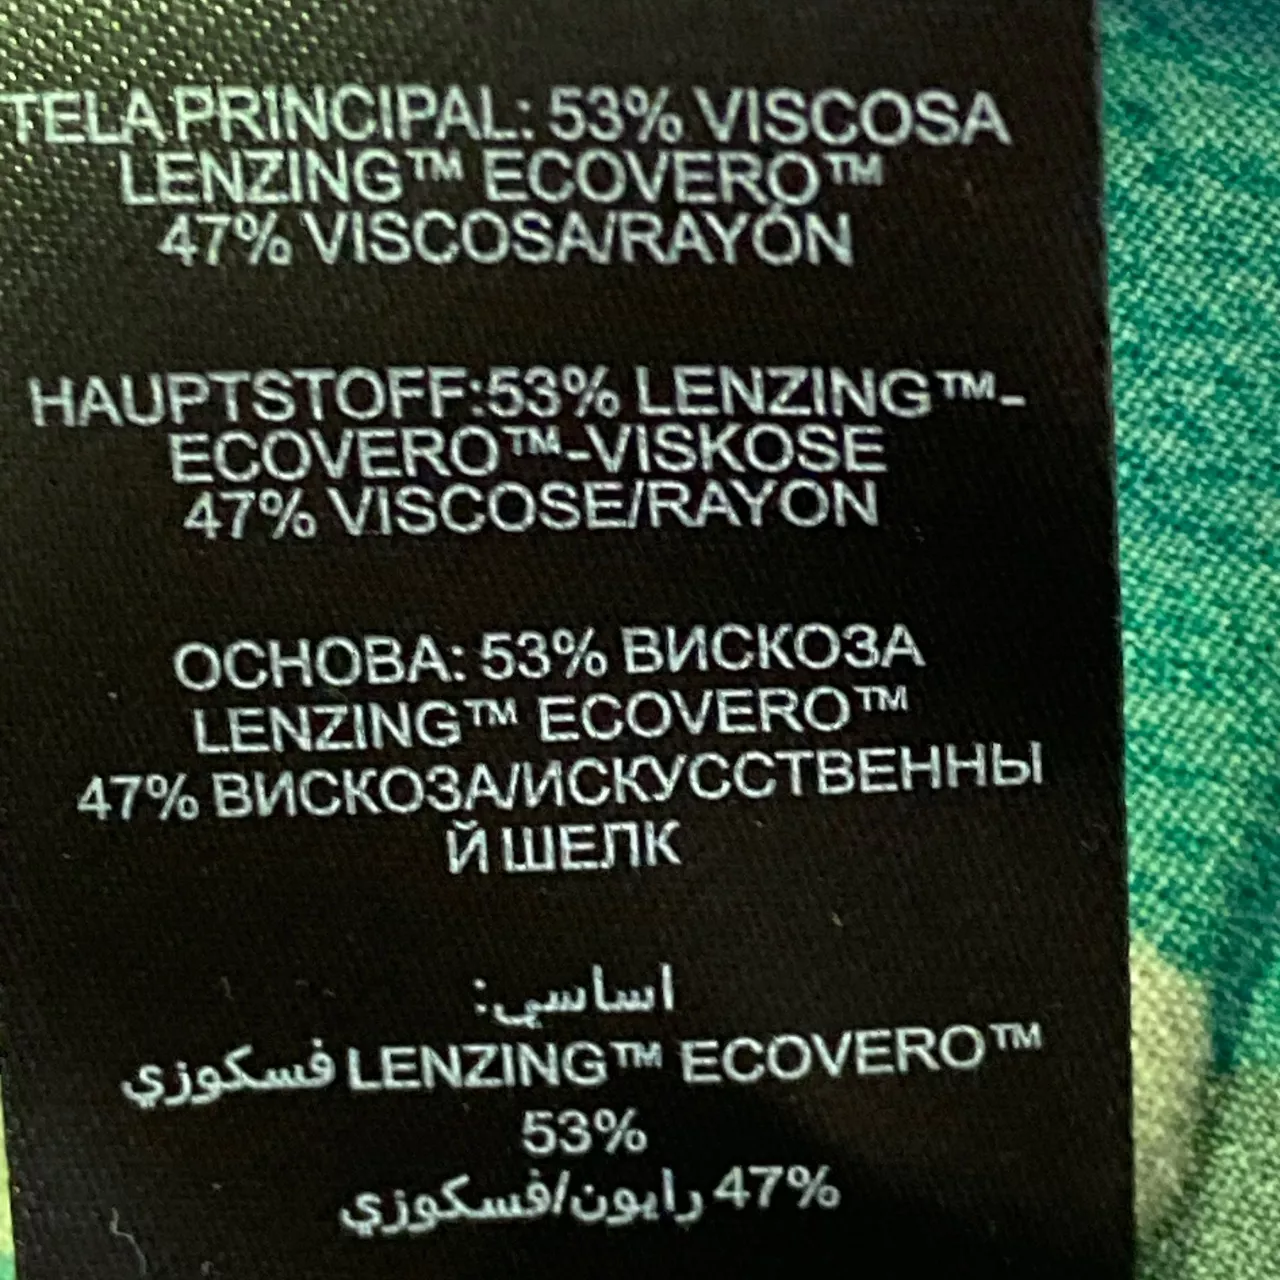 TELA PRINCIPAL: 53% VISCOSA
LENZING™ ECOVERO™
47% VISCOSA/RAYÓN
HAUPTSTOFF:53% LENZING™-
ECOVERO™-VISKOSE
47% VISCOSE/RAYON
ОСНОВА: 53% ВИСКОЗА
LENZING™ ECOVERO™
47% ВИСКОЗА/ИСКУССТВЕННЫ
Й ШЕЛК
اساسي:
فسكوزي LENZING™ ECOVERO™
53%
47% رايون/فسكوزي